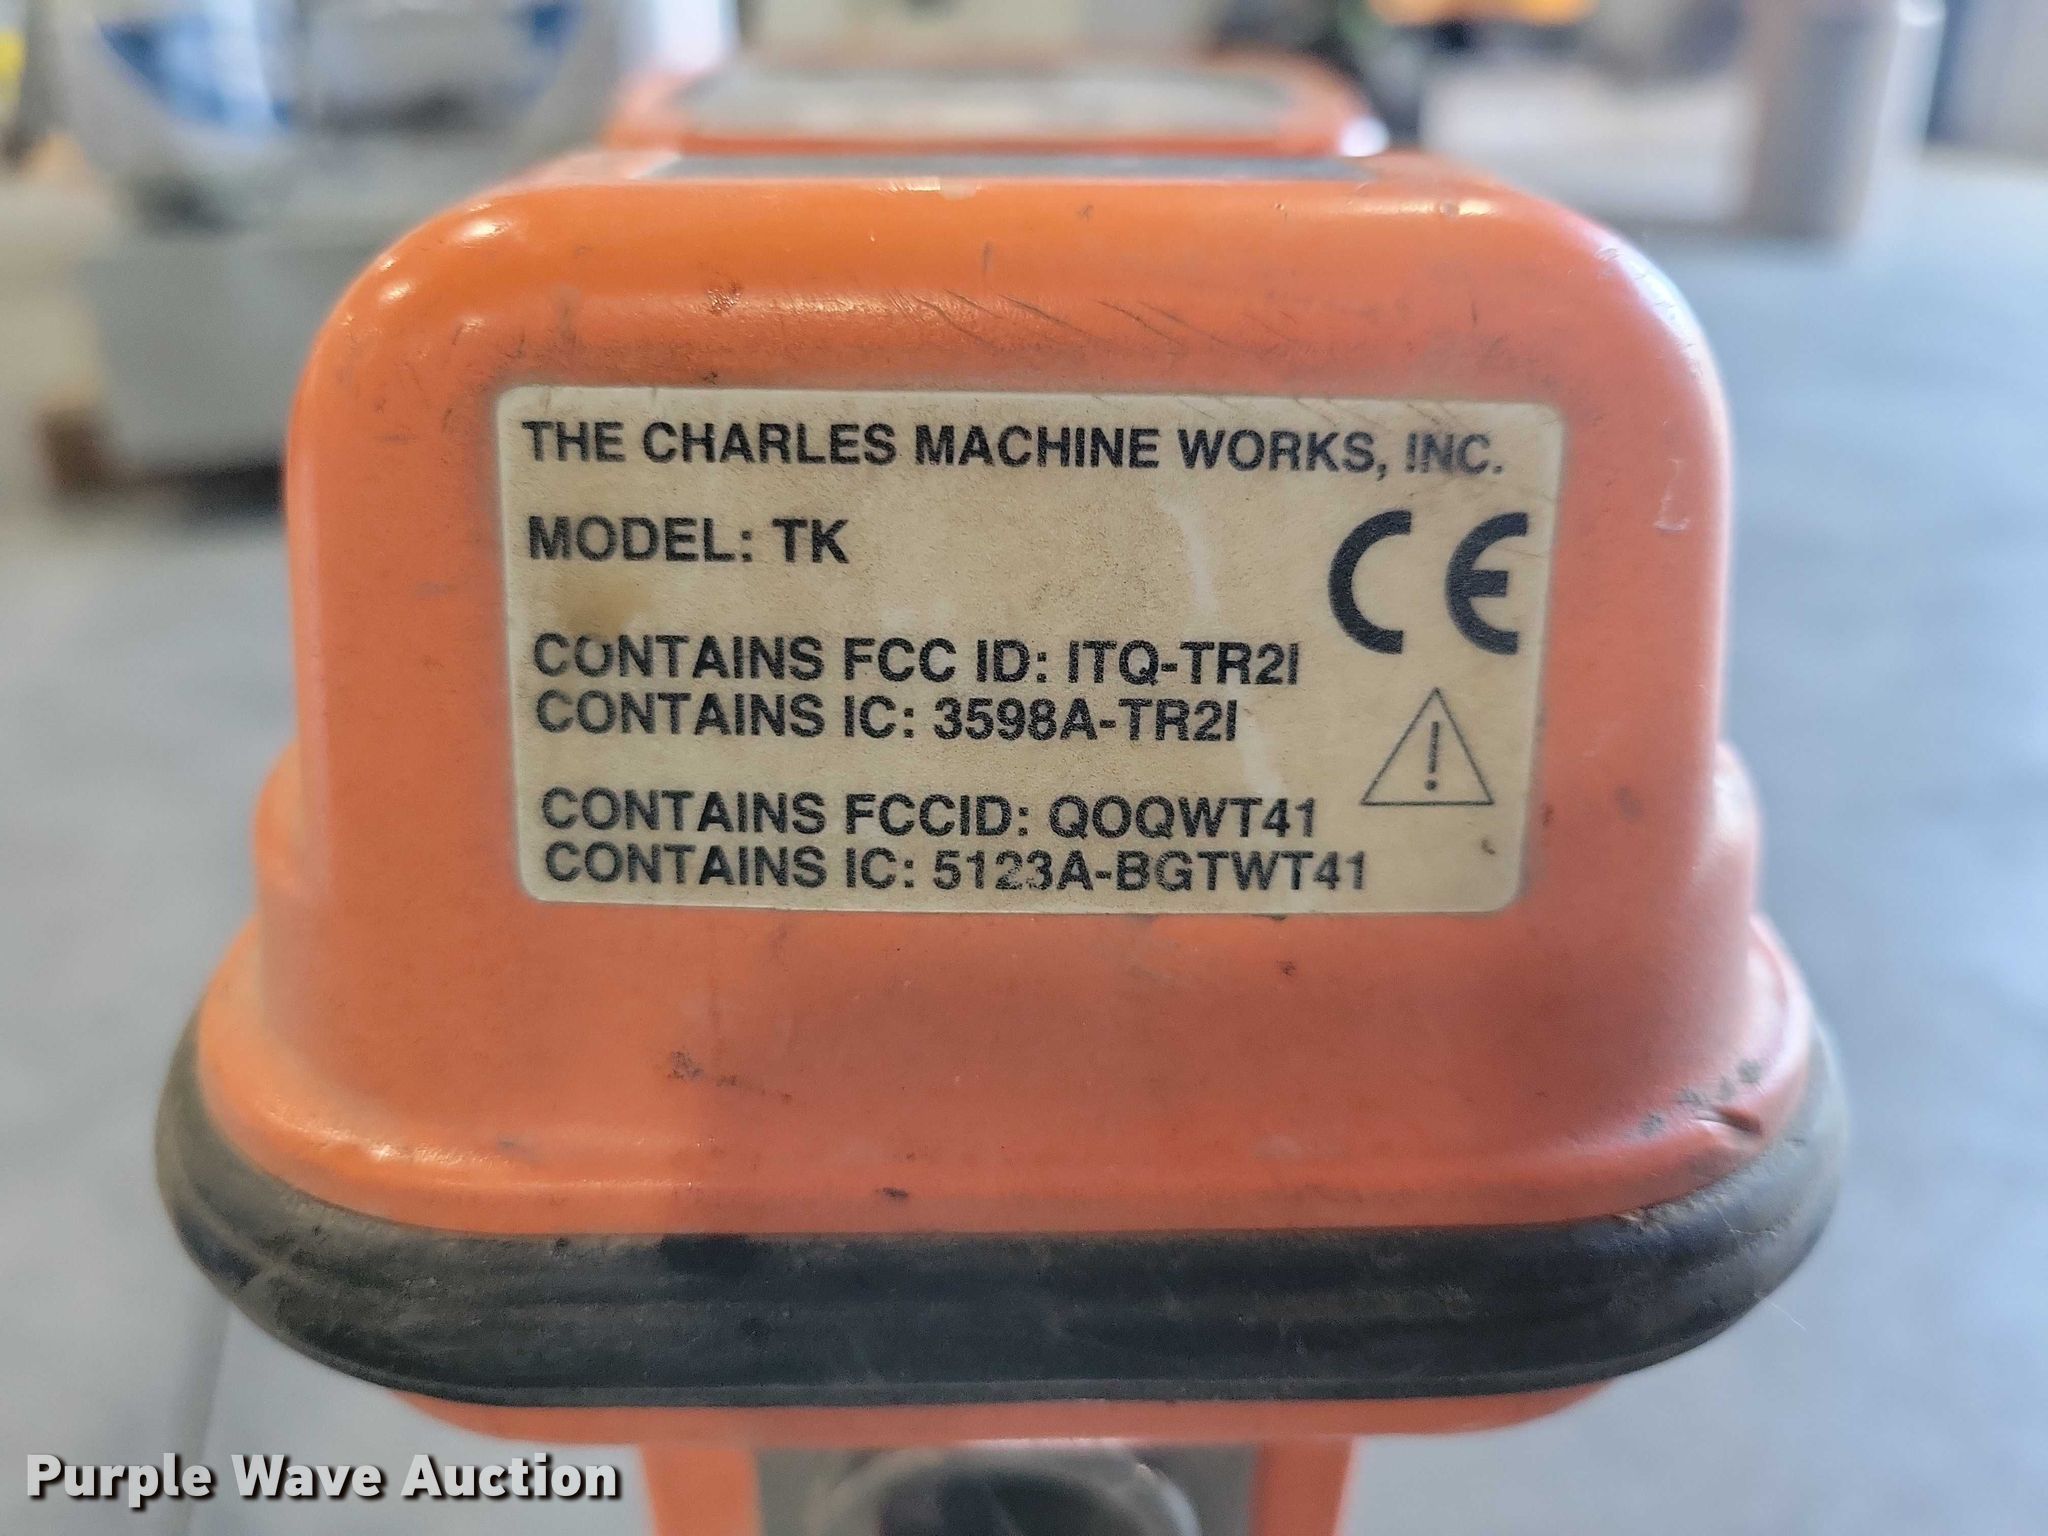 THE CHARLES MACHINE WORKS, INC.
MODEL: TK
CE
CONTAINS FCC ID: ITQ-TR2I
CONTAINS IC: 3598A-TR2I
!
CONTAINS FCCID: QOQWT41
CONTAINS IC: 5123A-BGTWT41
Purple Wave Auction